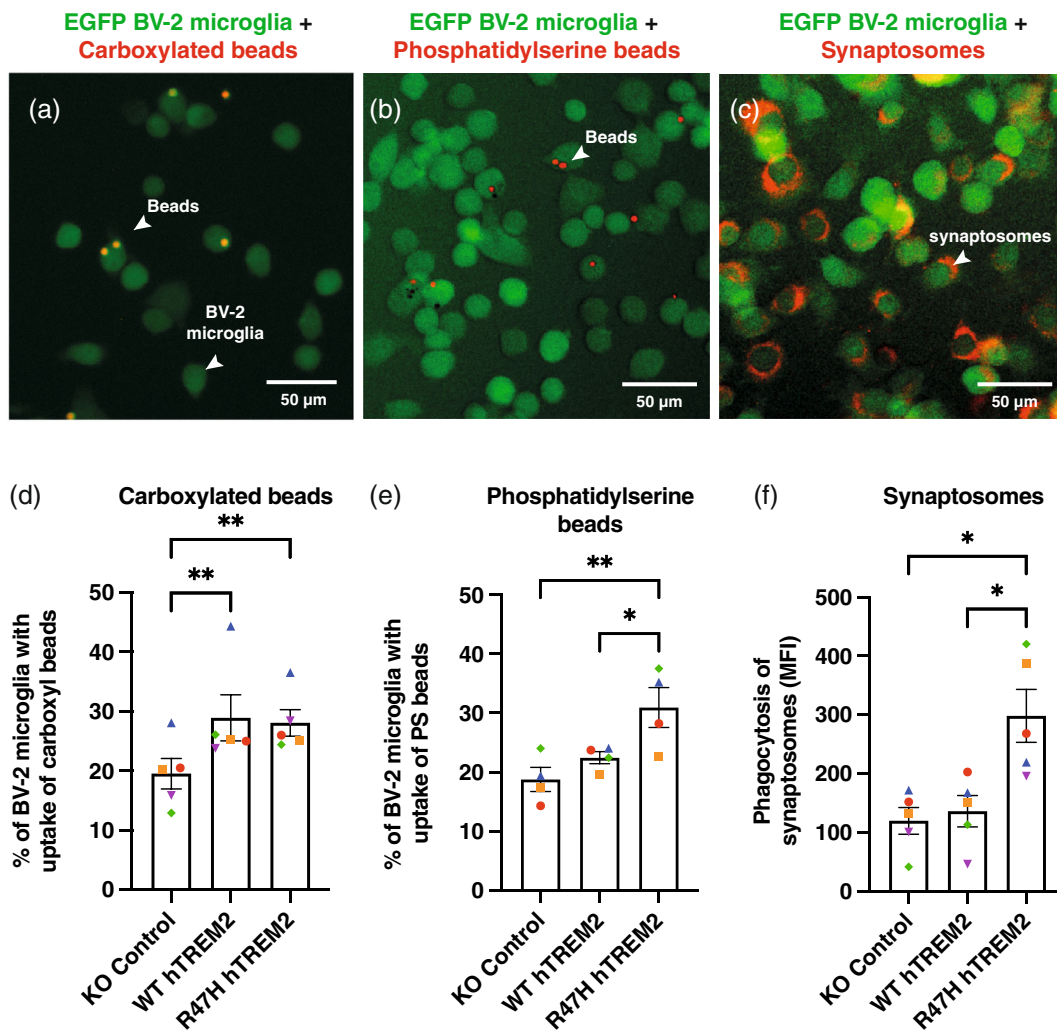 EGFP BV-2 microglia +
Carboxylated beads
EGFP BV-2 microglia +
Phosphatidylserine beads
EGFP BV-2 microglia +
Synaptosomes
(a)
Beads
BV-2
microglia
50 μm
(b)
Beads
50 μm
(c)
synaptosomes
50 μm
(d)
Carboxylated beads
**
**
% of BV-2 microglia with
uptake of carboxyl beads
50
40
30
20
10
0
KO Control
WT hTREM2
R47H hTREM2
(e)
Phosphatidylserine
beads
**
*
% of BV-2 microglia with
uptake of PS beads
50
40
30
20
10
0
KO Control
WT hTREM2
R47H hTREM2
(f)
Synaptosomes
*
*
Phagocytosis of
synaptosomes (MFI)
500
400
300
200
100
0
KO Control
WT hTREM2
R47H hTREM2